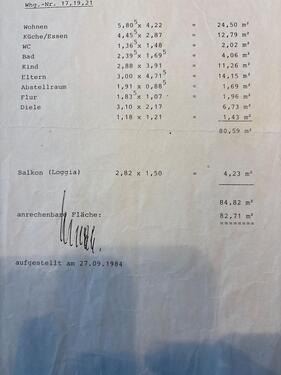 Whg.-Nr. 17,19,21
Wohnen 5,80⁵x 4,22 = 24,50 m²
Küche/Essen 4,45⁵x 2,87 = 12,79 m²
WC 1,36⁵x 1,48 = 2,02 m²
Bad 2,39⁵x 1,69⁵ = 4,06 m²
Kind 2,88 x 3,91 = 11,26 m²
Eltern 3,00 x 4,71⁵ = 14,15 m²
Abstellraum 1,91 x 0,88⁵ = 1,69 m²
Flur 1,83⁵x 1,07 = 1,96 m²
Diele 3,10 x 2,17 = 6,73 m²
1,18 x 1,21 = 1,43 m²
80,59 m²
Balkon (Loggia) 2,82 x 1,50 = 4,23 m²
84,82 m²
anrechenbare Fläche: 82,71 m²
========
aufgestellt am 27.09.1984